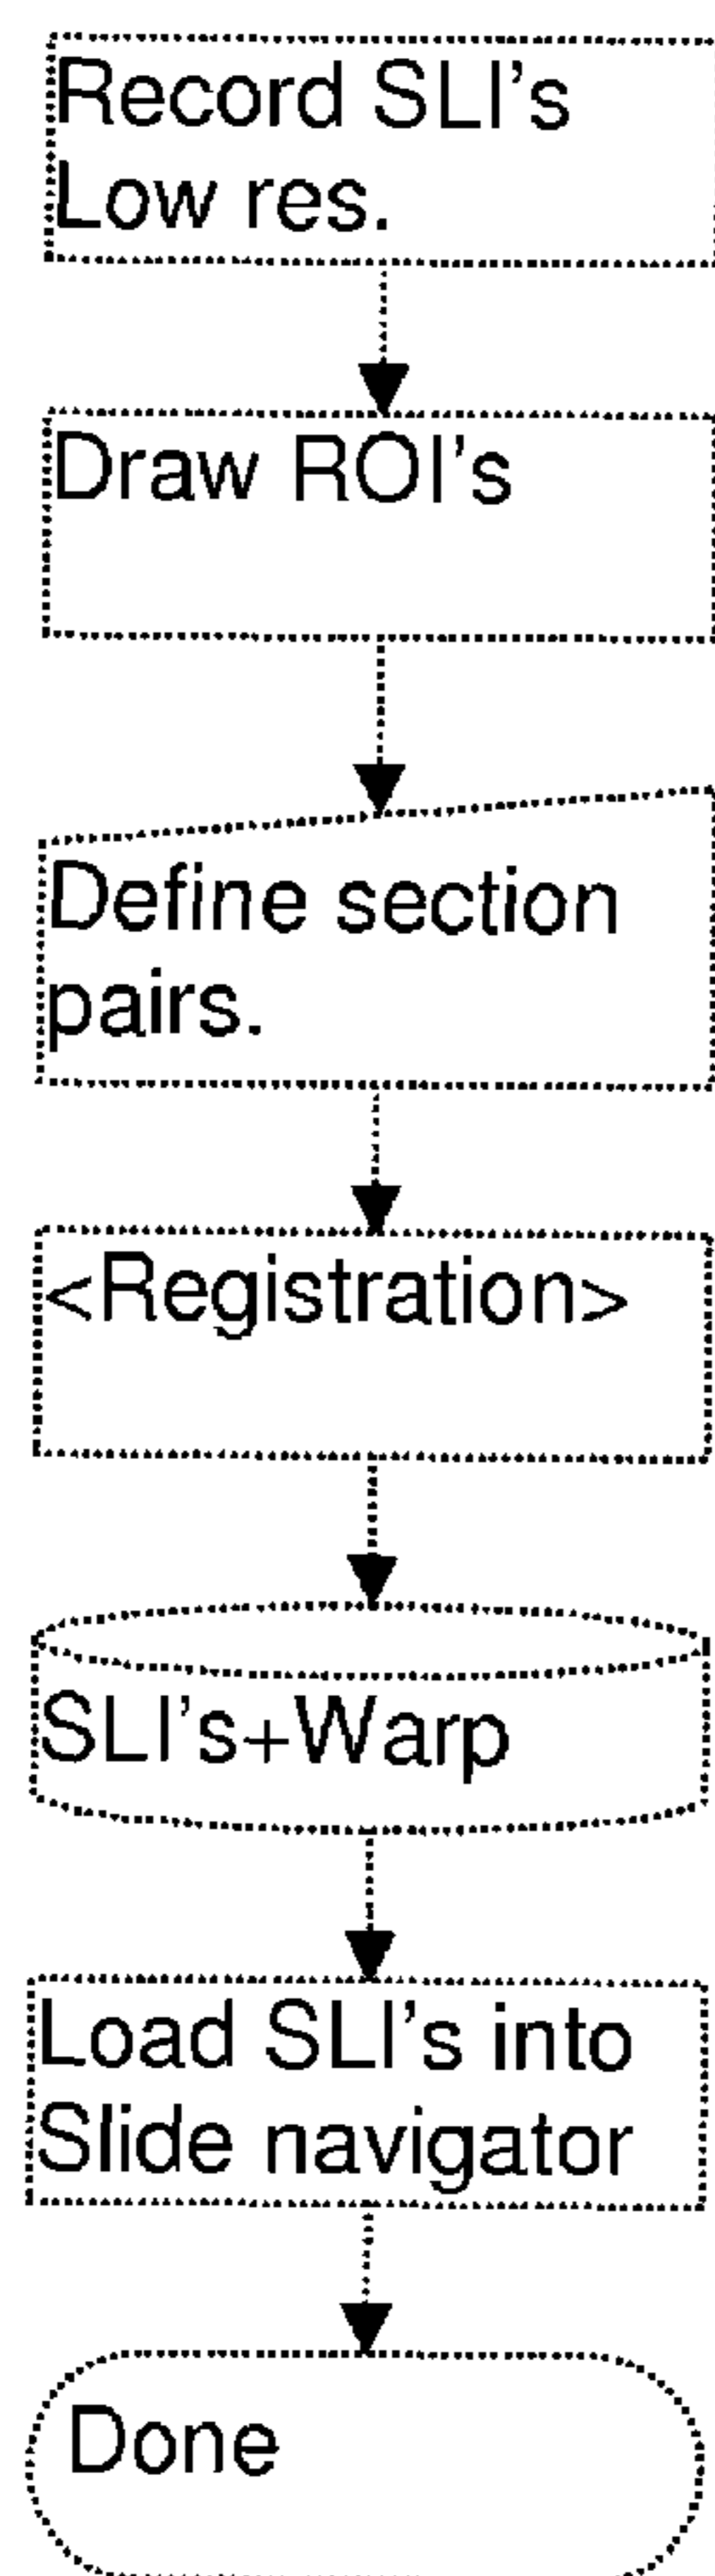 Record SLI's
Low res.
Draw ROI's
Define section
pairs.
<Registration>
SLI's+Warp
Load SLI's into
Slide navigator
Done